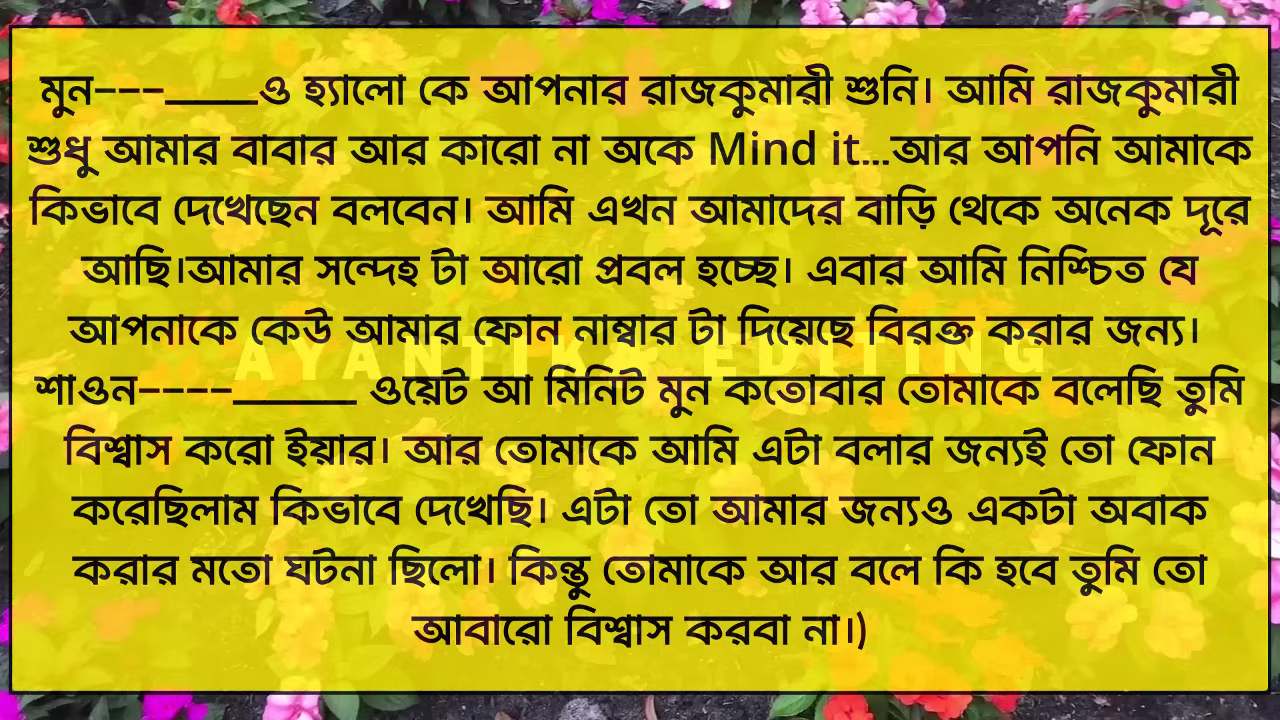 মুন---_____ও হ্যালো কে আপনার রাজকুমারী শুনি। আমি রাজকুমারী
শুধু আমার বাবার আর কারো না অকে Mind it...আর আপনি আমাকে
কিভাবে দেখেছেন বলবেন। আমি এখন আমাদের বাড়ি থেকে অনেক দূরে
আছি।আমার সন্দেহ টা আরো প্রবল হচ্ছে। এবার আমি নিশ্চিত যে
আপনাকে কেউ আমার ফোন নাম্বার টা দিয়েছে বিরক্ত করার জন্য।
AYANTIKA EDITING
শাওন----______ ওয়েট আ মিনিট মুন কতোবার তোমাকে বলেছি তুমি
বিশ্বাস করো ইয়ার। আর তোমাকে আমি এটা বলার জন্যই তো ফোন
করেছিলাম কিভাবে দেখেছি। এটা তো আমার জন্যও একটা অবাক
করার মতো ঘটনা ছিলো। কিন্তু তোমাকে আর বলে কি হবে তুমি তো
আবারো বিশ্বাস করবা না।)